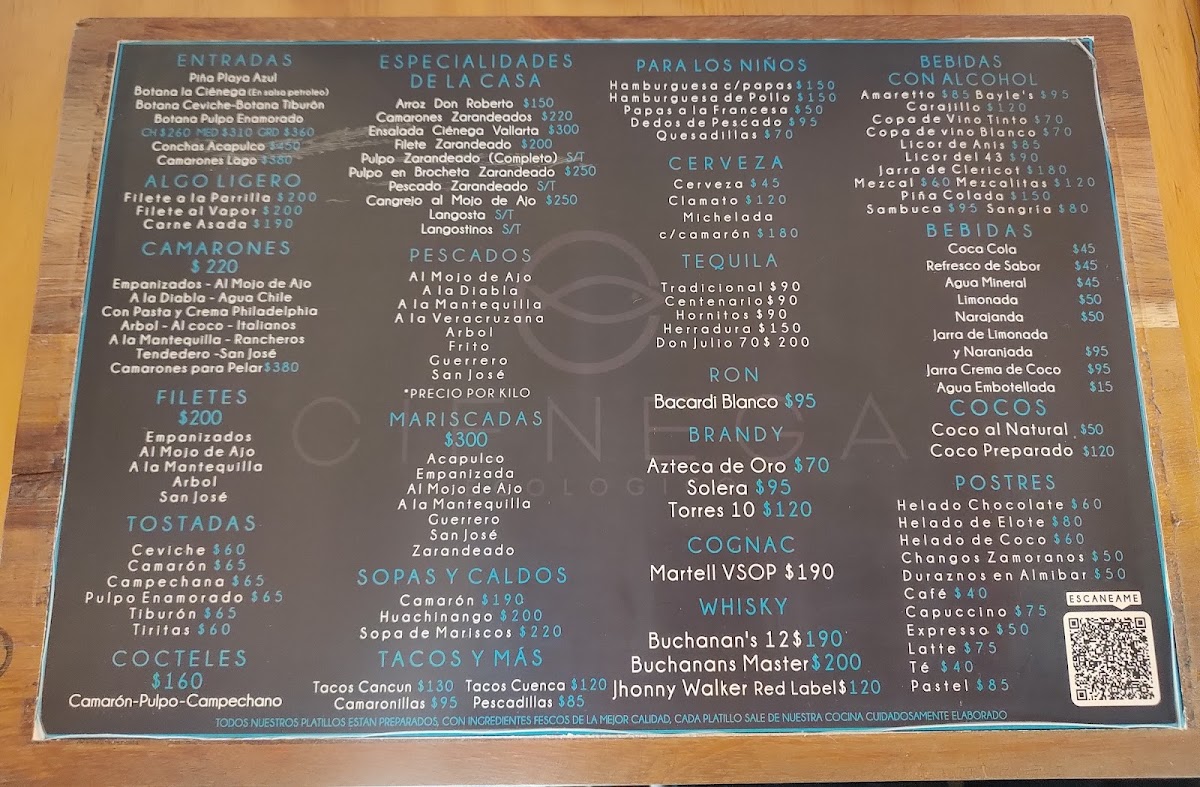 ENTRADAS
Piña Playa Azul
Botana la Ciénega (En salsa petroleo)
Botana Ceviche-Botana Tiburón
Botana Pulpo Enamorado
CH $260 MED $310 GRD $360
Conchas Acapulco $450
Camarones Lago $380
ALGO LIGERO
Filete a la Parrilla $200
Filete al Vapor $200
Carne Asada $190
CAMARONES
$220
Empanizados - Al Mojo de Ajo
A la Diabla - Agua Chile
Con Pasta y Crema Philadelphia
Arbol - Al coco - Italianos
A la Mantequilla - Rancheros
Tendedero -San José
Camarones para Pelar $380
FILETES
$200
Empanizados
Al Mojo de Ajo
A la Mantequilla
Arbol
San José
TOSTADAS
Ceviche $60
Camarón $65
Campechana $65
Pulpo Enamorado $65
Tiburón $65
Tiritas $60
COCTELES
$160
Camarón-Pulpo-Campechano
ESPECIALIDADES
DE LA CASA
Arroz Don Roberto $150
Camarones Zarandeados $220
Ensalada Ciénega Vallarta $300
Filete Zarandeado $200
Pulpo Zarandeado (Completo) S/T
Pulpo en Brocheta Zarandeado $250
Pescado Zarandeado S/T
Cangrejo al Mojo de Ajo $250
Langosta S/T
Langostinos S/T
PESCADOS
Al Mojo de Ajo
A la Diabla
A la Mantequilla
A la Veracruzana
Arbol
Frito
Guerrero
San José
*PRECIO POR KILO
MARISCADAS
$300
Acapulco
Empanizada
Al Mojo de Ajo
A la Mantequilla
Guerrero
San José
Zarandeado
SOPAS Y CALDOS
Camarón $190
Huachinango $200
Sopa de Mariscos $220
TACOS Y MÁS
Tacos Cancun $130 Tacos Cuenca $120
Camaronillas $95 Pescadillas $85
PARA LOS NIÑOS
Hamburguesa c/papas $150
Hamburguesa de Pollo $150
Papas a la Francesa $50
Dedos de Pescado $95
Quesadillas $70
CERVEZA
Cerveza $45
Clamato $120
Michelada
c/camarón $180
TEQUILA
Tradicional $90
Centenario $90
Hornitos $90
Herradura $150
Don Julio 70 $200
RON
Bacardi Blanco $95
BRANDY
Azteca de Oro $70
Solera $95
Torres 10 $120
COGNAC
Martell VSOP $190
WHISKY
Buchanan's 12 $190
Buchanans Master $200
Jhonny Walker Red Label $120
BEBIDAS
CON ALCOHOL
Amaretto $85 Bayle's $95
Carajillo $120
Copa de Vino Tinto $70
Copa de vino Blanco $70
Licor de Anis $85
Licor del 43 $90
Jarra de Clericot $180
Mezcal $60 Mezcalitas $120
Piña Colada $150
Sambuca $95 Sangría $80
BEBIDAS
Coca Cola $45
Refresco de Sabor $45
Agua Mineral $45
Limonada $50
Naranjanda $50
Jarra de Limonada
y Naranjada $95
Jarra Crema de Coco $95
Agua Embotellada $15
COCOS
Coco al Natural $50
Coco Preparado $120
POSTRES
Helado Chocolate $60
Helado de Elote $80
Helado de Coco $60
Changos Zamoranos $50
Duraznos en Almibar $50
Café $40
Capuccino $75
Expresso $50
Latte $75
Té $40
Pastel $85
ESCANEAME
CIENEGA
TODOS NUESTROS PLATILLOS ESTAN PREPARADOS, CON INGREDIENTES FESCOS DE LA MEJOR CALIDAD, CADA PLATILLO SALE DE NUESTRA COCINA CUIDADOSAMENTE ELABORADO